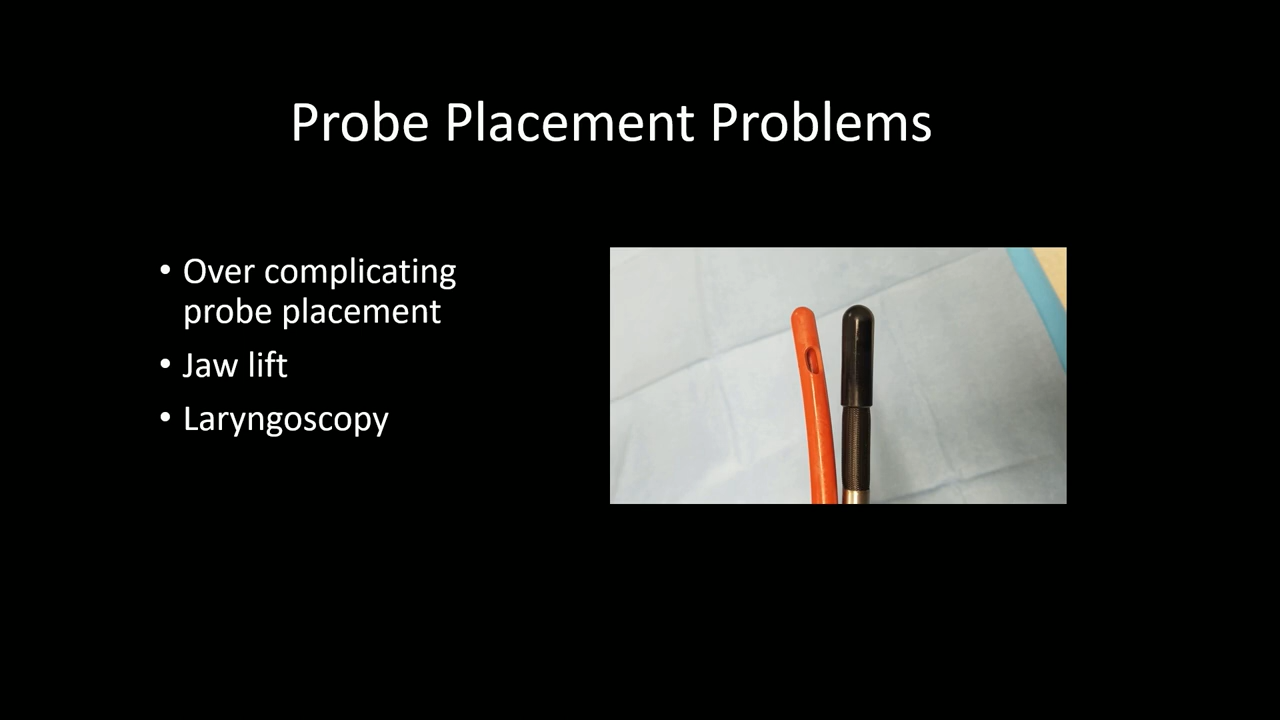 Probe Placement Problems
• Over complicating
probe placement
• Jaw lift
• Laryngoscopy